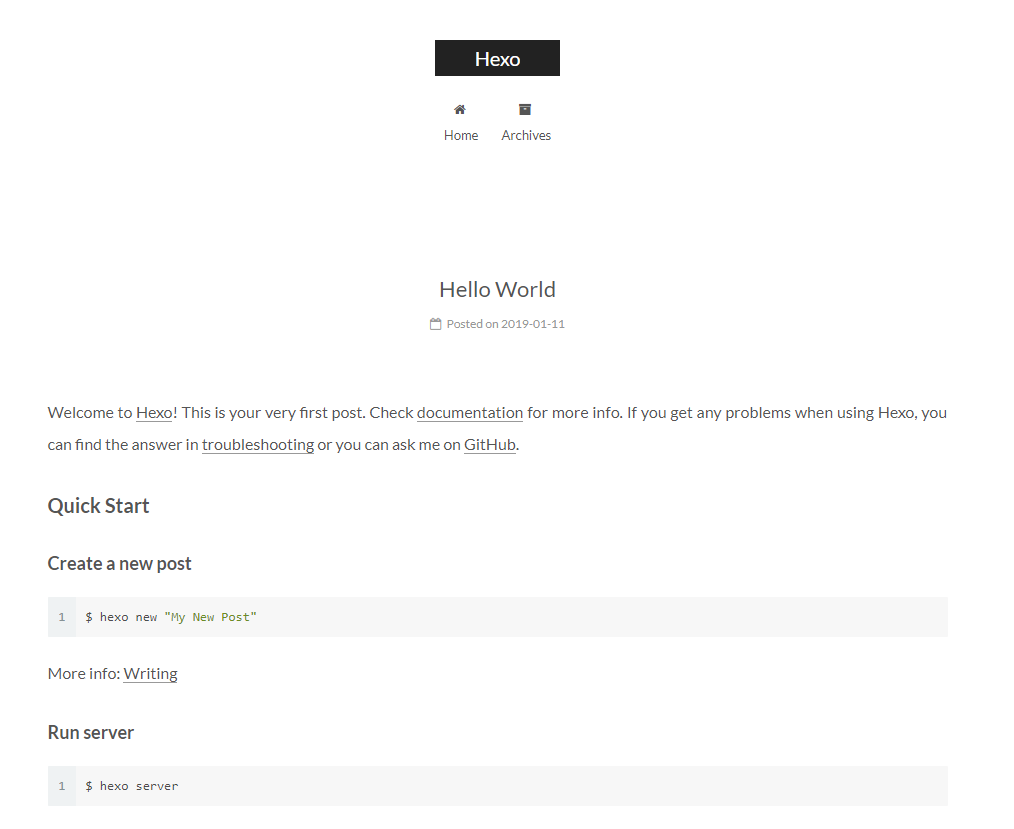 Hexo
Home Archives
Hello World
Posted on 2019-01-11
Welcome to Hexo! This is your very first post. Check documentation for more info. If you get any problems when using Hexo, you
can find the answer in troubleshooting or you can ask me on GitHub.
Quick Start
Create a new post
1 $ hexo new "My New Post"
More info: Writing
Run server
1 $ hexo server